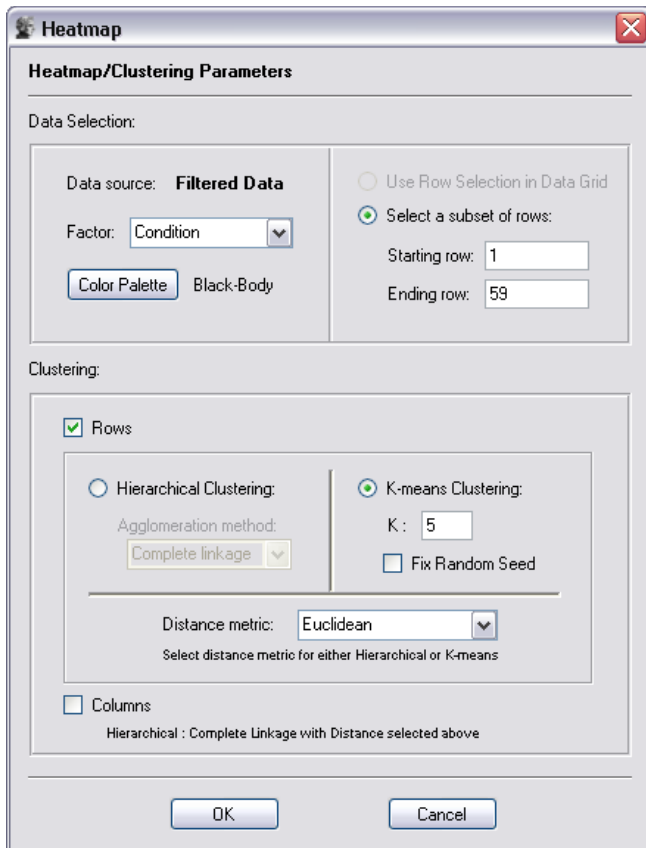 Heatmap
Heatmap/Clustering Parameters
Data Selection:
Data source: Filtered Data
Factor: Condition
Color Palette Black-Body
Use Row Selection in Data Grid
Select a subset of rows:
Starting row: 1
Ending row: 59
Clustering:
Rows
Hierarchical Clustering:
Agglomeration method:
Complete linkage
K-means Clustering:
K : 5
Fix Random Seed
Distance metric: Euclidean
Select distance metric for either Hierarchical or K-means
Columns
Hierarchical : Complete Linkage with Distance selected above
OK Cancel